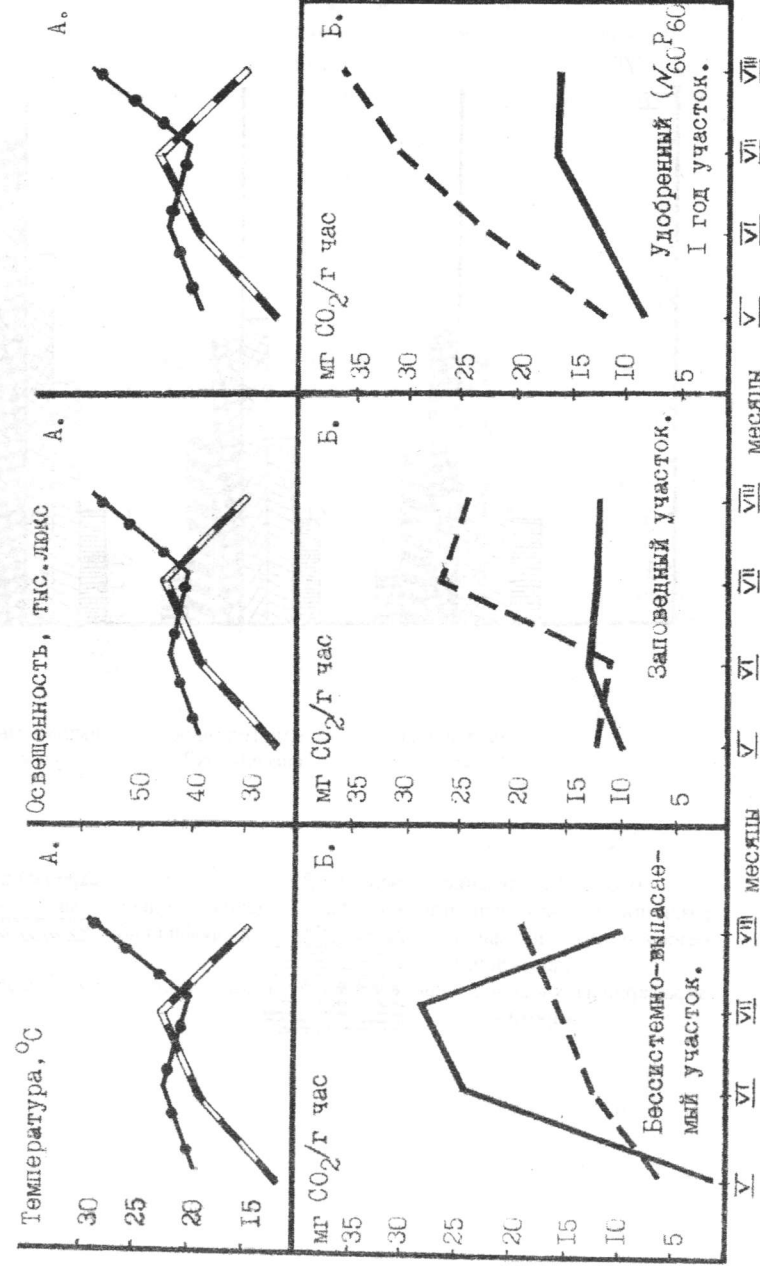 Температура, °С
А.
Освещенность, тыс.люкс
А.
А.
30
25
20
15
50
40
30
мг CO₂/г час
Б.
мг CO₂/г час
Б.
мг CO₂/г час
Б.
35
30
25
20
15
10
5
35
30
25
20
15
10
5
35
30
25
20
15
10
5
Бессистемно-выпасае-
мый участок.
Заповедный участок.
Удобренный (N₆₀P₆₀
I год участок.
V VI VII VIII месяцы V VI VII VIII месяцы V VI VII VIII